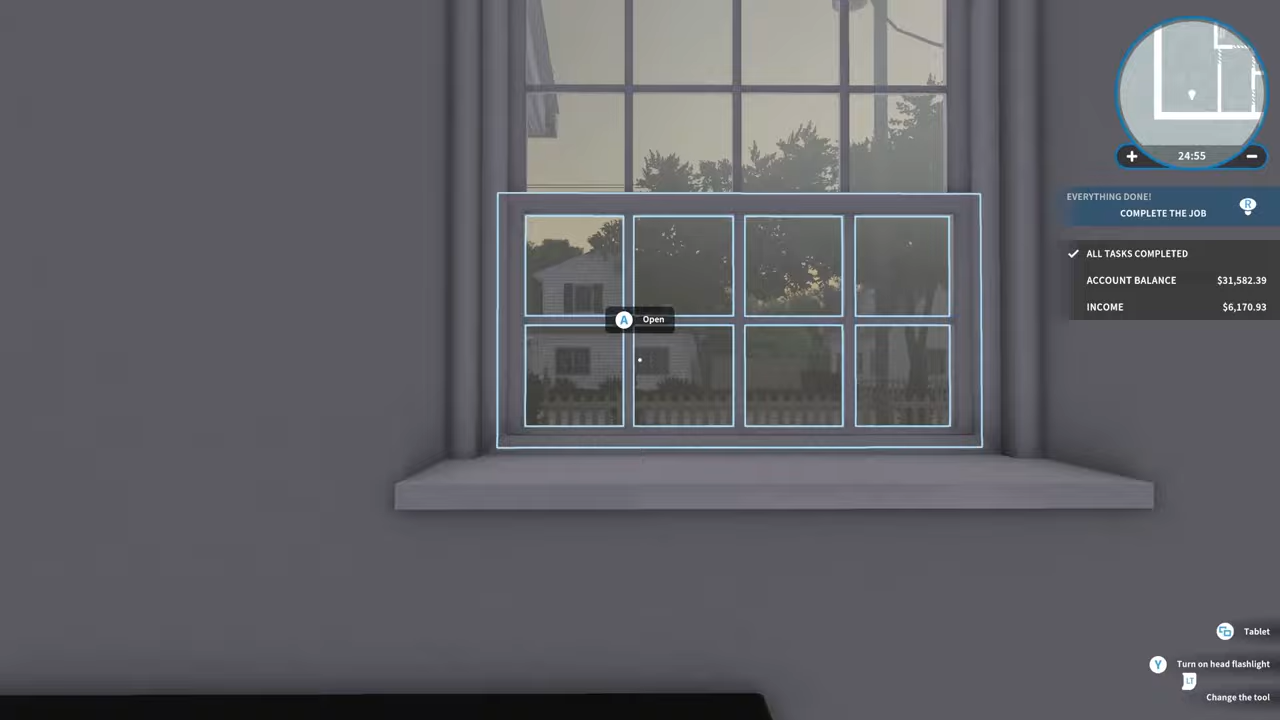 24:55
EVERYTHING DONE!
COMPLETE THE JOB
R
ALL TASKS COMPLETED
ACCOUNT BALANCE $31,582.39
INCOME $6,170.93
A Open
Tablet
Y Turn on head flashlight
LT
Change the tool